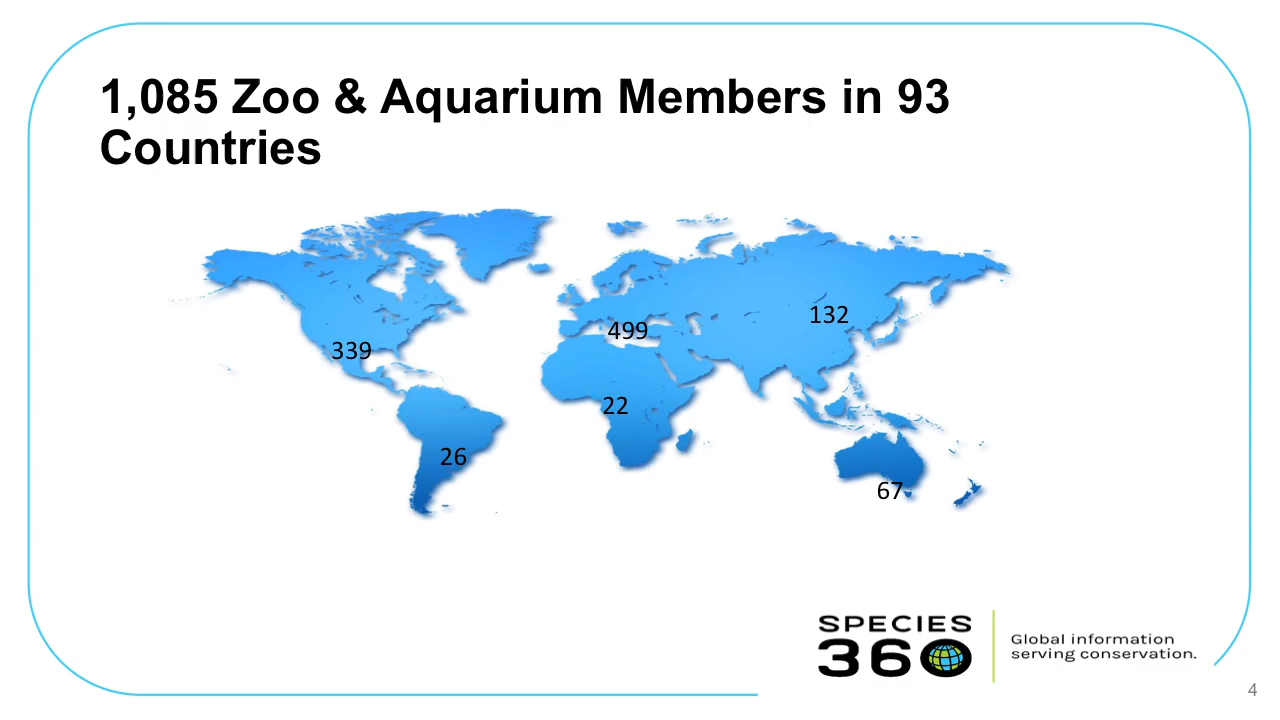 1,085 Zoo & Aquarium Members in 93
Countries
132
499
339
22
26
67
SPECIES
360
Global information
serving conservation.
4